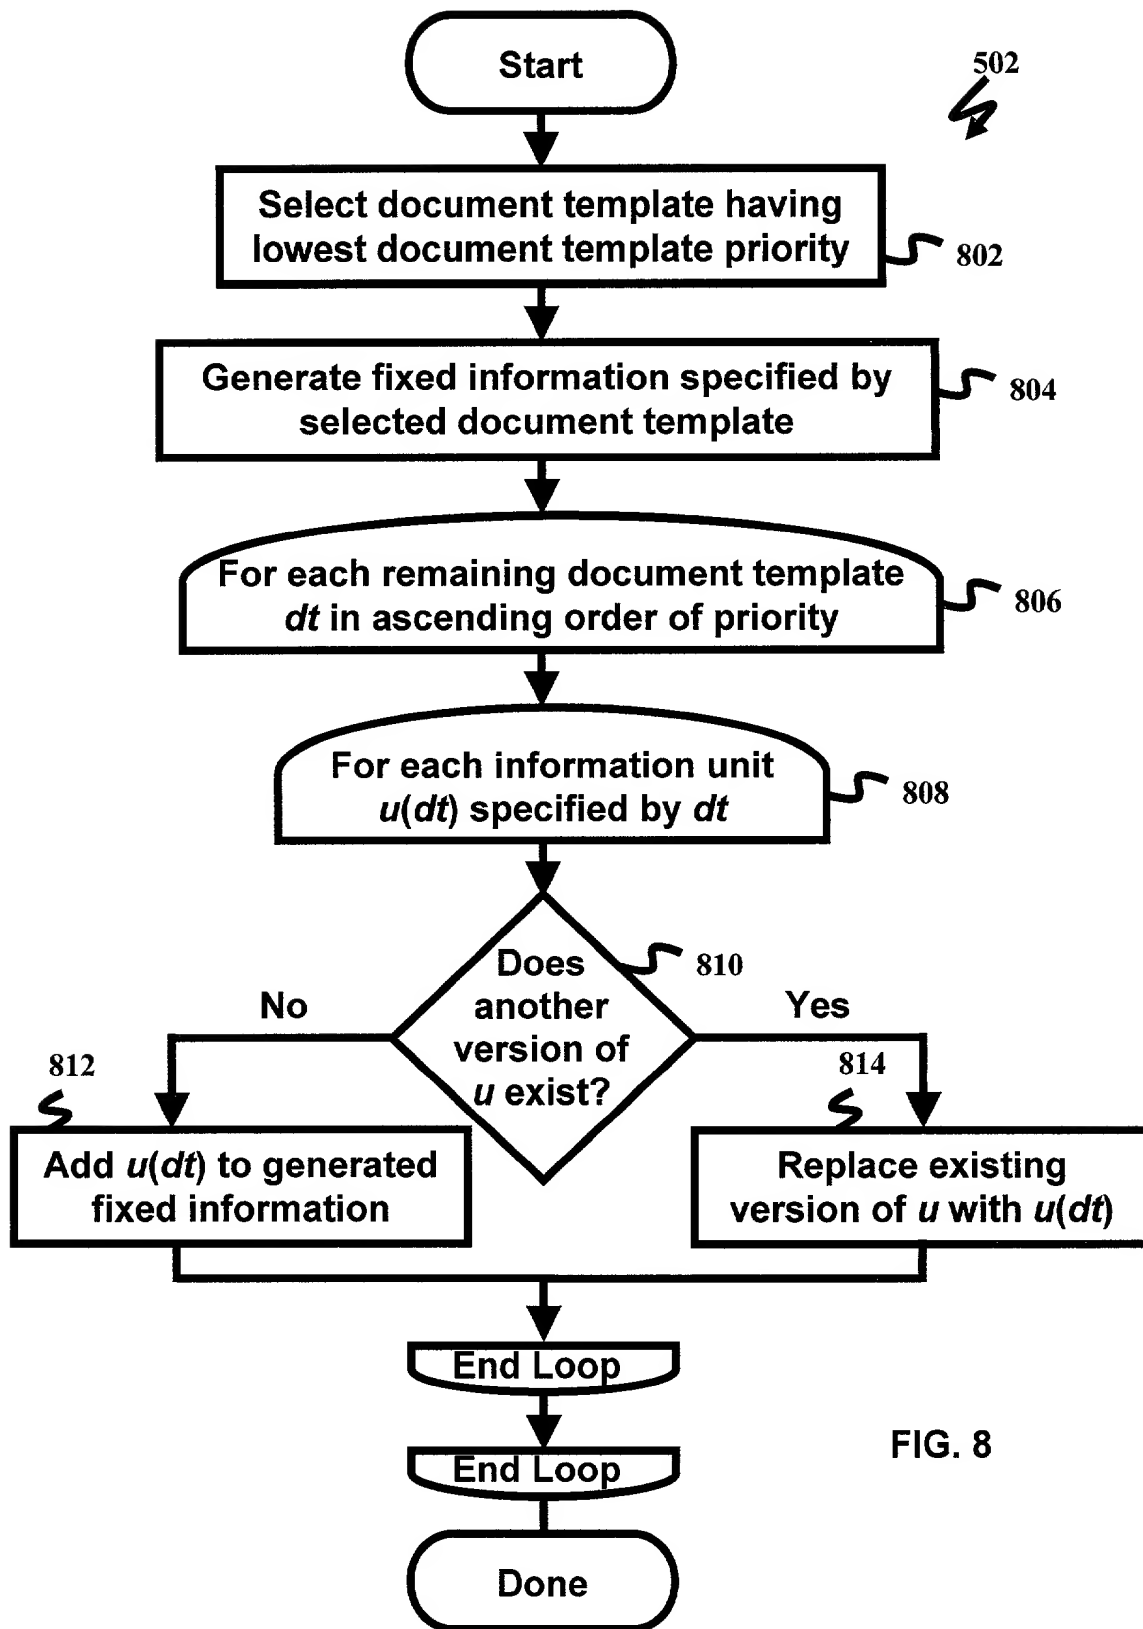 Start
502
Select document template having
lowest document template priority
802
Generate fixed information specified by
selected document template
804
For each remaining document template
dt in ascending order of priority
806
For each information unit
u(dt) specified by dt
808
Does
another
version of
u exist?
810
No
Yes
812
814
Add u(dt) to generated
fixed information
Replace existing
version of u with u(dt)
End Loop
End Loop
FIG. 8
Done